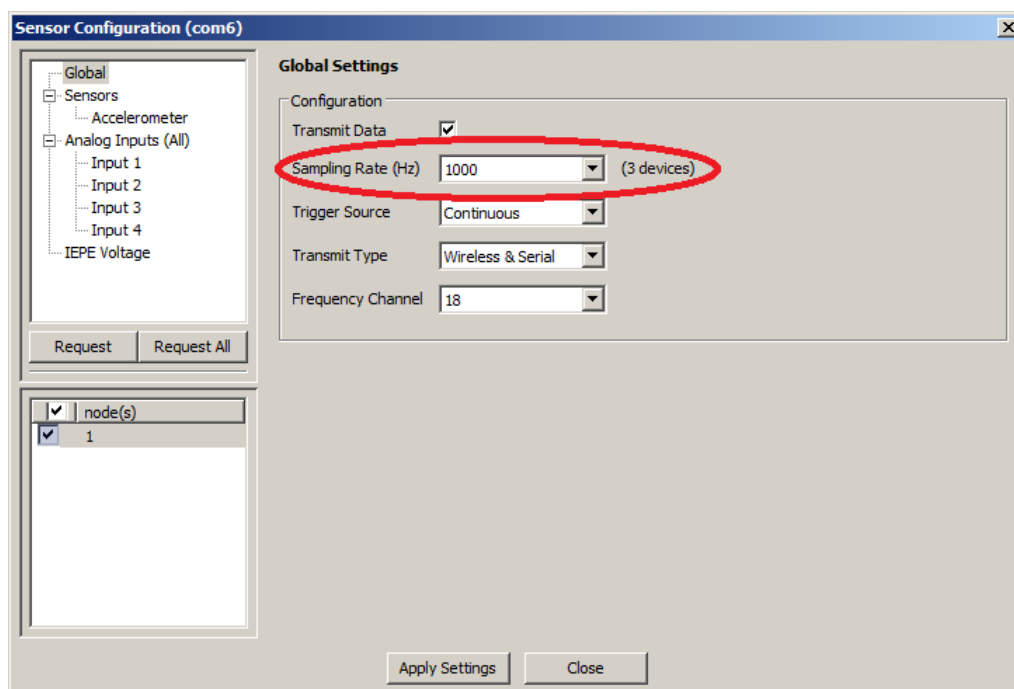 Sensor Configuration (com6)
Global
Sensors
Accelerometer
Analog Inputs (All)
Input 1
Input 2
Input 3
Input 4
IEPE Voltage
Request Request All
node(s)
1
Global Settings
Configuration
Transmit Data
Sampling Rate (Hz) 1000 (3 devices)
Trigger Source Continuous
Transmit Type Wireless & Serial
Frequency Channel 18
Apply Settings Close